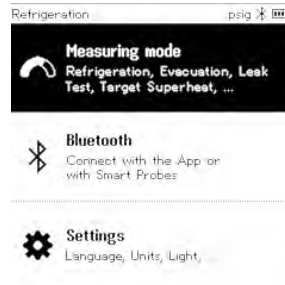 Refrigeration psig
Measuring mode
Refrigeration, Evacuation, Leak
Test, Target Superheat, ...
Bluetooth
Connect with the App or
with Smart Probes
Settings
Language, Units, Light, ...